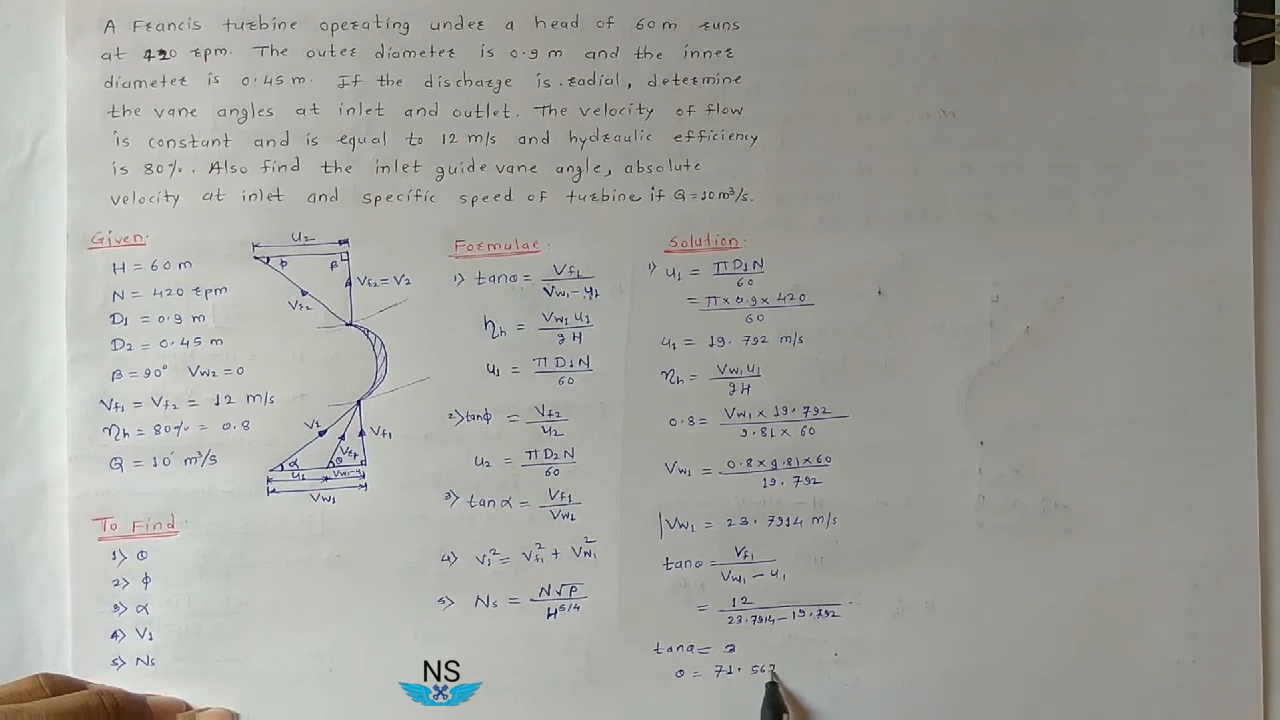 A Francis turbine operating under a head of 60 m runs
at 420 rpm. The outer diameter is 0.9 m and the inner
diameter is 0.45 m. If the discharge is radial, determine
the vane angles at inlet and outlet. The velocity of flow
is constant and is equal to 12 m/s and hydraulic efficiency
is 80%. Also find the inlet guide vane angle, absolute
velocity at inlet and specific speed of turbine if Q=10 m³/s.
Given:
H = 60 m
N = 420 rpm
D1 = 0.9 m
D2 = 0.45 m
β = 90° Vw2 = 0
Vf1 = Vf2 = 12 m/s
ηh = 80% = 0.8
Q = 10 m³/s
To Find:
1) θ
2) ϕ
3) α
4) V1
5) Ns
U2
ϕ
β
Vf2 = V2
Vr2
V1
Vf1
Vr1
α
θ
u1
Vw1-u1
Vw1
Formulae:
1) tanθ = Vf1 / Vw1 - u1
ηh = Vw1 u1 / gH
u1 = π D1 N / 60
2) tanϕ = Vf2 / u2
u2 = π D2 N / 60
3) tan α = Vf1 / Vw2
4) V1² = Vf1² + Vw1²
5) Ns = N√P / H^5/4
Solution:
1) u1 = π D1 N / 60
= π x 0.9 x 420 / 60
u1 = 19.792 m/s
ηh = Vw1 u1 / gH
0.8 = Vw1 x 19.792 / 9.81 x 60
Vw1 = 0.8 x 9.81 x 60 / 19.792
Vw1 = 23.7914 m/s
tanθ = Vf1 / Vw1 - u1
= 12 / 23.7914 - 19.792
tanθ = 3
θ = 71.56
NS